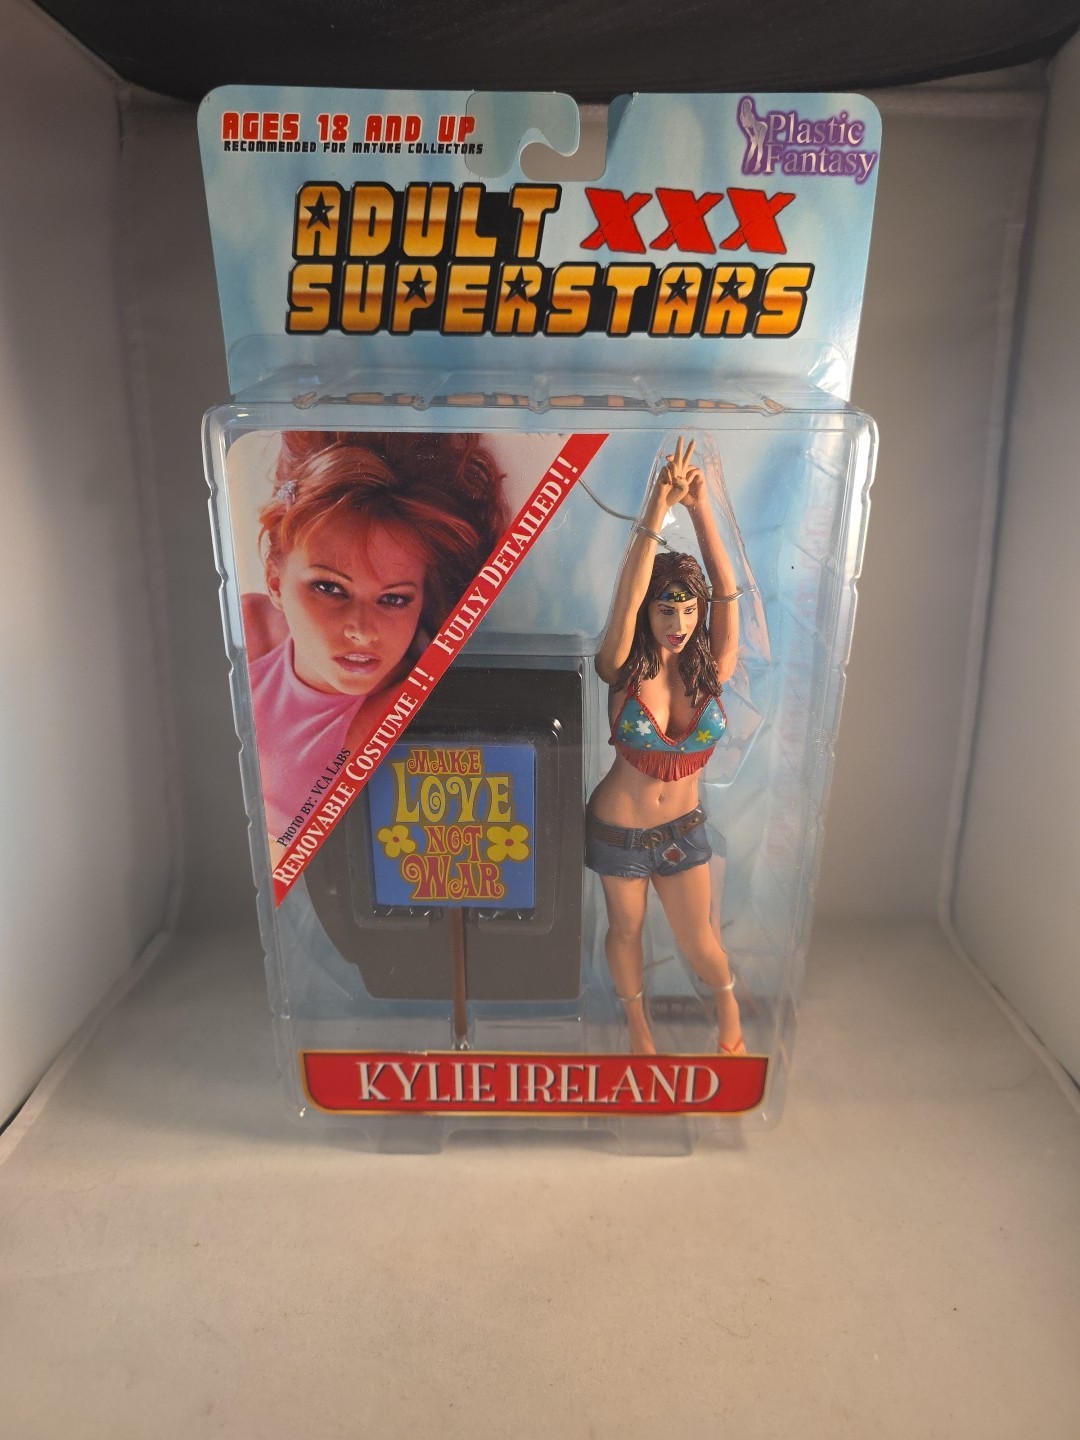 AGES 18 AND UP
RECOMMENDED FOR MATURE COLLECTORS
Plastic
Fantasy
ADULT XXX
SUPERSTARS
REMOVABLE COSTUME !! FULLY DETAILED!!
PHOTO BY: VCA LABS
MAKE
LOVE
NOT
WAR
KYLIE IRELAND